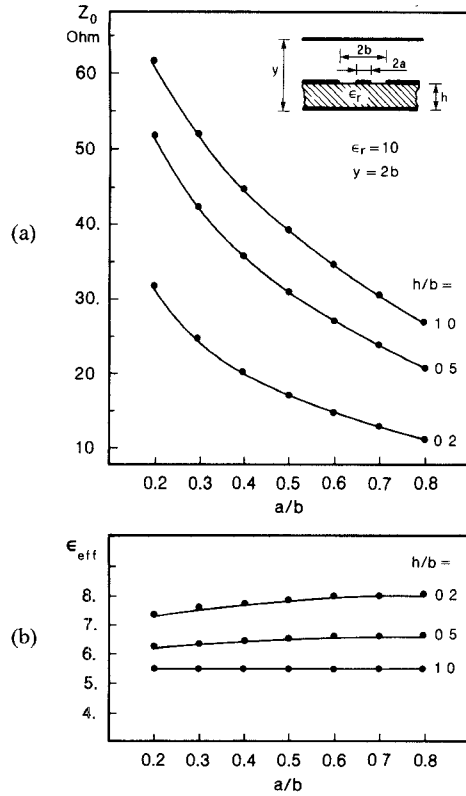 (a)
Z₀
Ohm
60
50
40.
30.
20
10
2b
2a
y
h
εr
εr = 10
y = 2b
h/b =
1 0
0 5
0 2
0.2 0.3 0.4 0.5 0.6 0.7 0.8
a/b
(b)
εeff
8.
7.
6.
5.
4.
h/b =
0 2
0 5
1 0
0.2 0.3 0.4 0.5 0.6 0 7 0.8
a/b